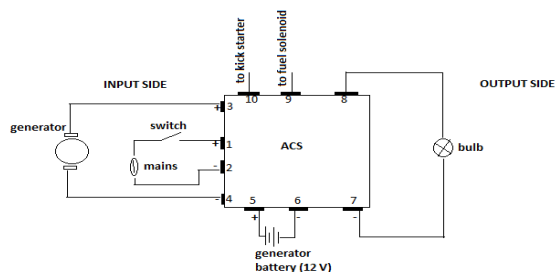 to kick starter
to fuel solenoid
INPUT SIDE
OUTPUT SIDE
10
9
8
+ 3
generator
switch
+ 1
ACS
bulb
mains
- 2
- 4
5
6
7
+
-
-
generator
battery (12 V)